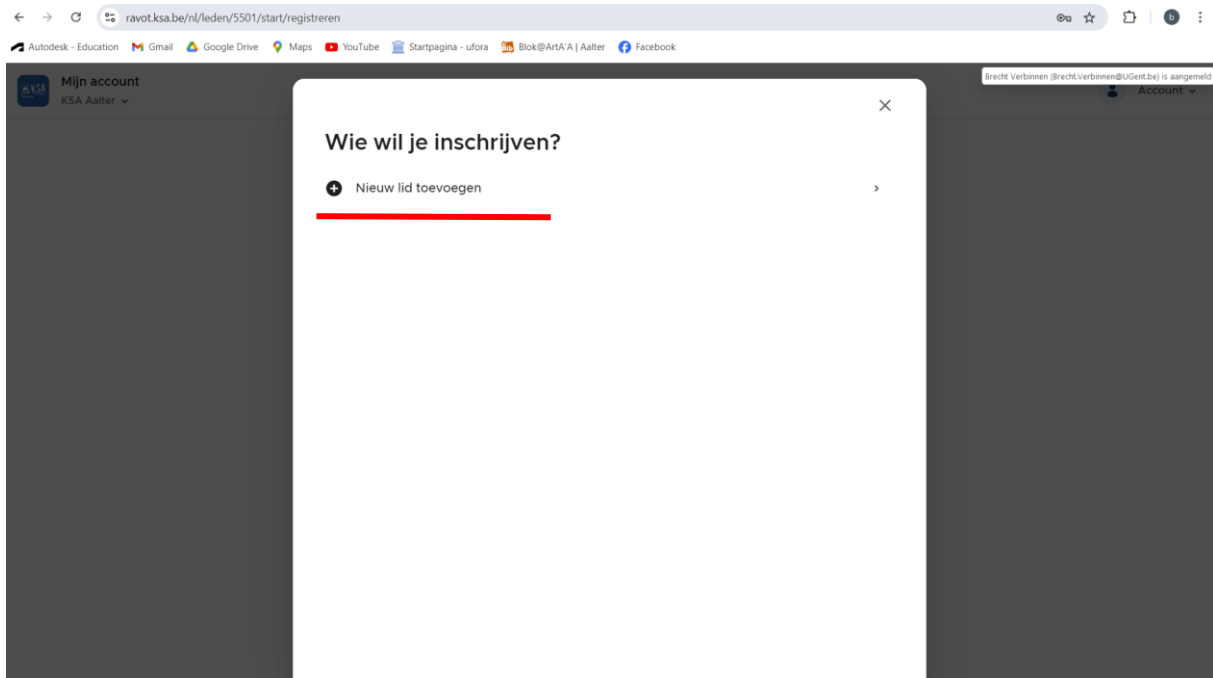 ravot.ksa.be/nl/leden/5501/start/registreren
b
Autodesk - Education Gmail Google Drive Maps YouTube Startpagina - ufora Blok@ArtA'A | Aalter Facebook
Brecht Verbinnen (Brecht.Verbinnen@UGent.be) is aangemeld
Mijn account
KSA Aalter
Account
Wie wil je inschrijven?
Nieuw lid toevoegen